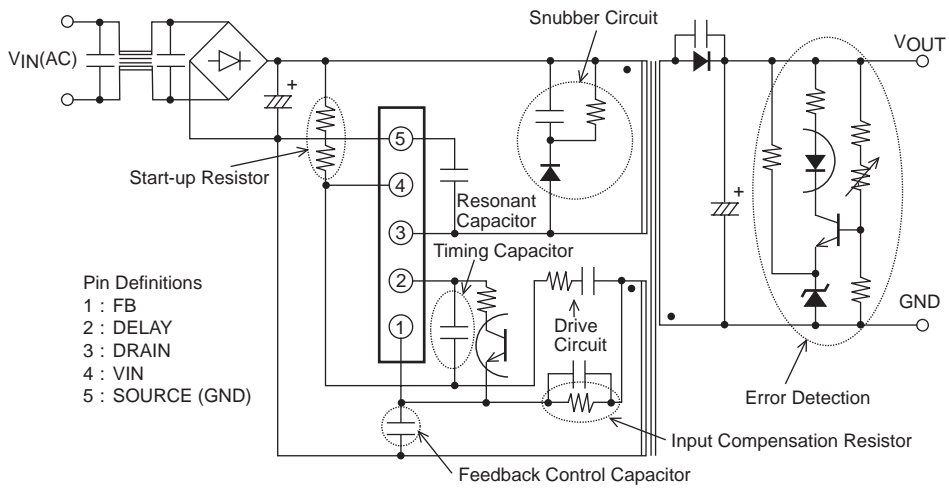 Snubber Circuit
VIN(AC)
VOUT
+
+
Start-up Resistor
5
4
3
2
1
Resonant
Capacitor
Timing Capacitor
Pin Definitions
1 : FB
2 : DELAY
3 : DRAIN
4 : VIN
5 : SOURCE (GND)
Drive
Circuit
GND
Error Detection
Input Compensation Resistor
Feedback Control Capacitor